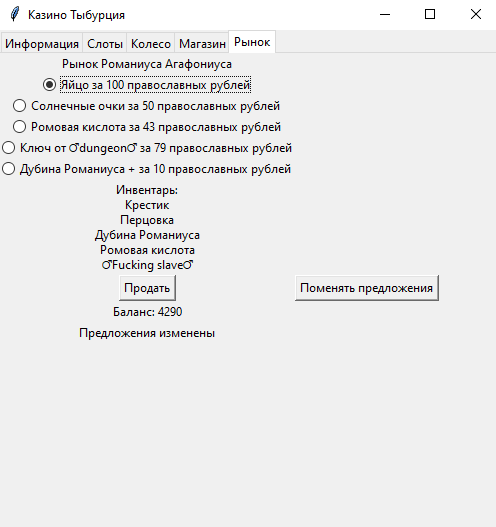 Казино Тыбурция
Информация Слоты Колесо Магазин Рынок
Рынок Романиуса Агафониуса
Яйцо за 100 православных рублей
Солнечные очки за 50 православных рублей
Ромовая кислота за 43 православных рублей
Ключ от ♂dungeon♂ за 79 православных рублей
Дубина Романиуса + за 10 православных рублей
Инвентарь:
Крестик
Перцовка
Дубина Романиуса
Ромовая кислота
♂Fucking slave♂
Продать Поменять предложения
Баланс: 4290
Предложения изменены